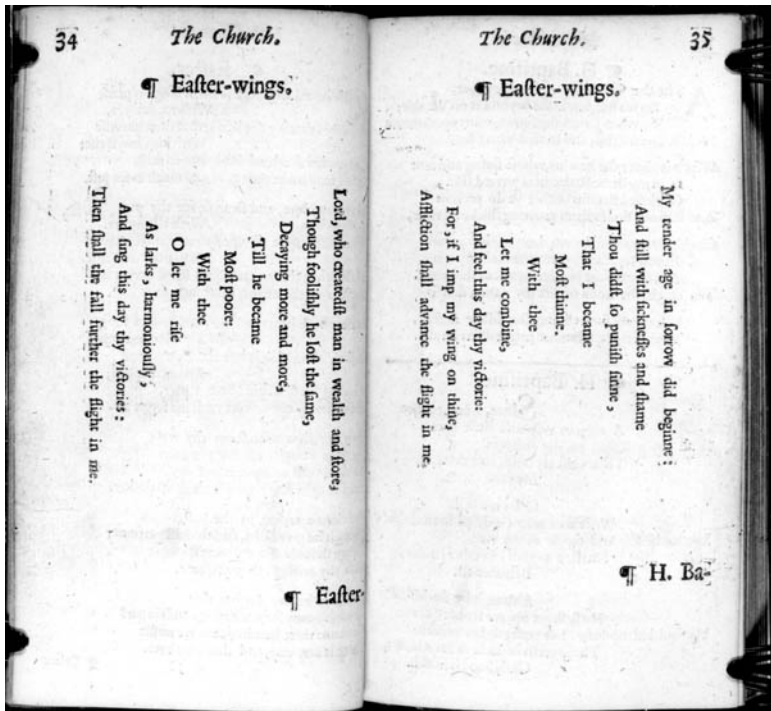 34
The Church.
¶ Eaſter-wings.
Lord, who createdſt man in wealth and ſtore,
Though fooliſhly he loſt the ſame,
Decaying more and more,
Till he became
Moſt poore:
With thee
O let me riſe
As larks, harmoniouſly,
And ſing this day thy victories:
Then ſhall the fall further the flight in me.
¶ Eaſter-
The Church.
35
¶ Eaſter-wings.
My tender age in ſorrow did beginne:
And ſtill with ſickneſſes and ſhame
Thou didſt ſo puniſh ſinne,
That I became
Moſt thinne.
With thee
Let me combine,
And feel this day thy victorie:
For, if I imp my wing on thine,
Affliction ſhall advance the flight in me.
¶ H. Ba-